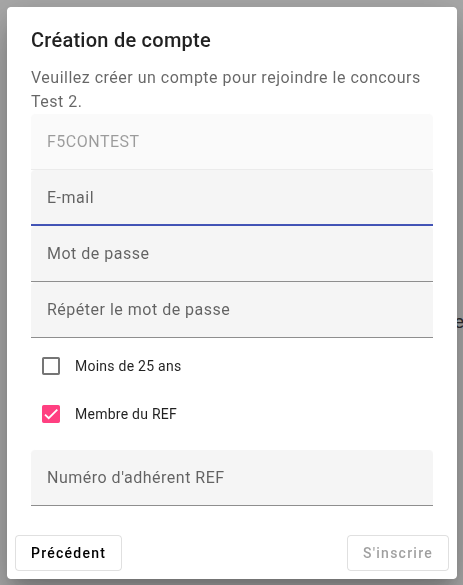 Création de compte
Veuillez créer un compte pour rejoindre le concours
Test 2.
F5CONTEST
E-mail
Mot de passe
Répéter le mot de passe
Moins de 25 ans
Membre du REF
Numéro d'adhérent REF
Précédent
S'inscrire